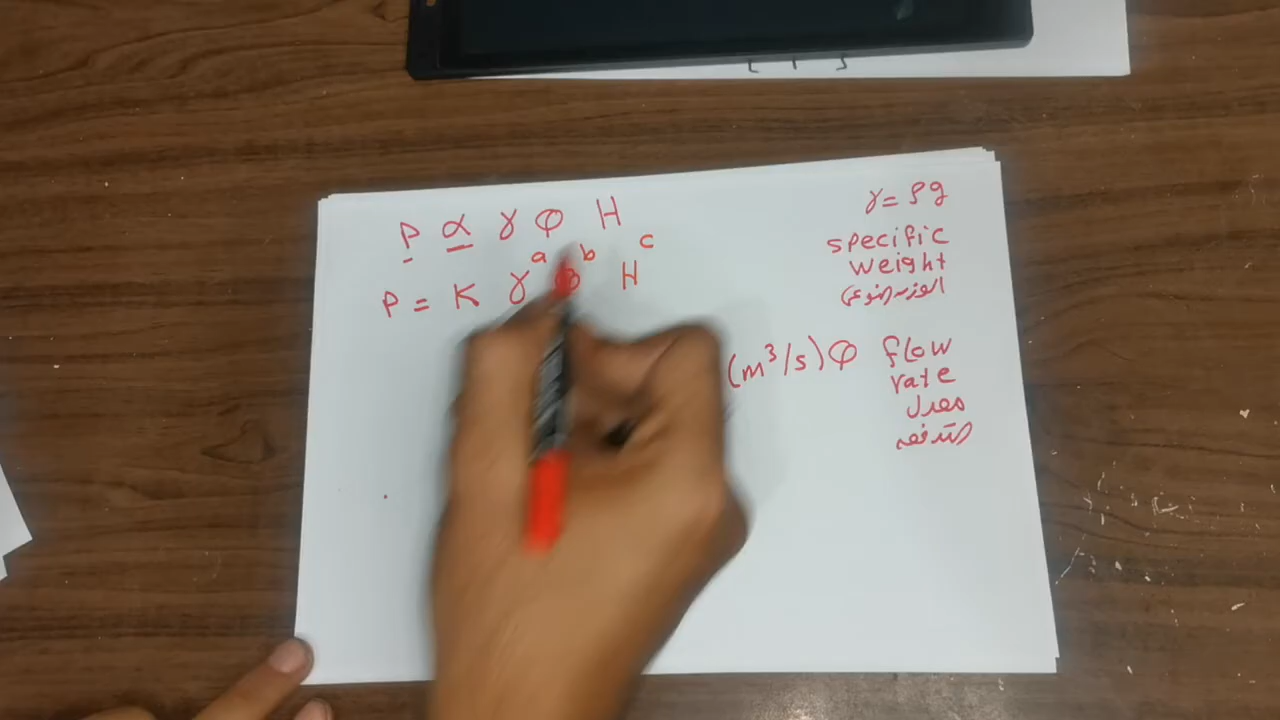 P α γ Q H
P = K γ^a Q^b H^c
γ = ρg
specific
weight
الوزن النوعي
(m³/s) Q flow
rate
معدل
التدفق